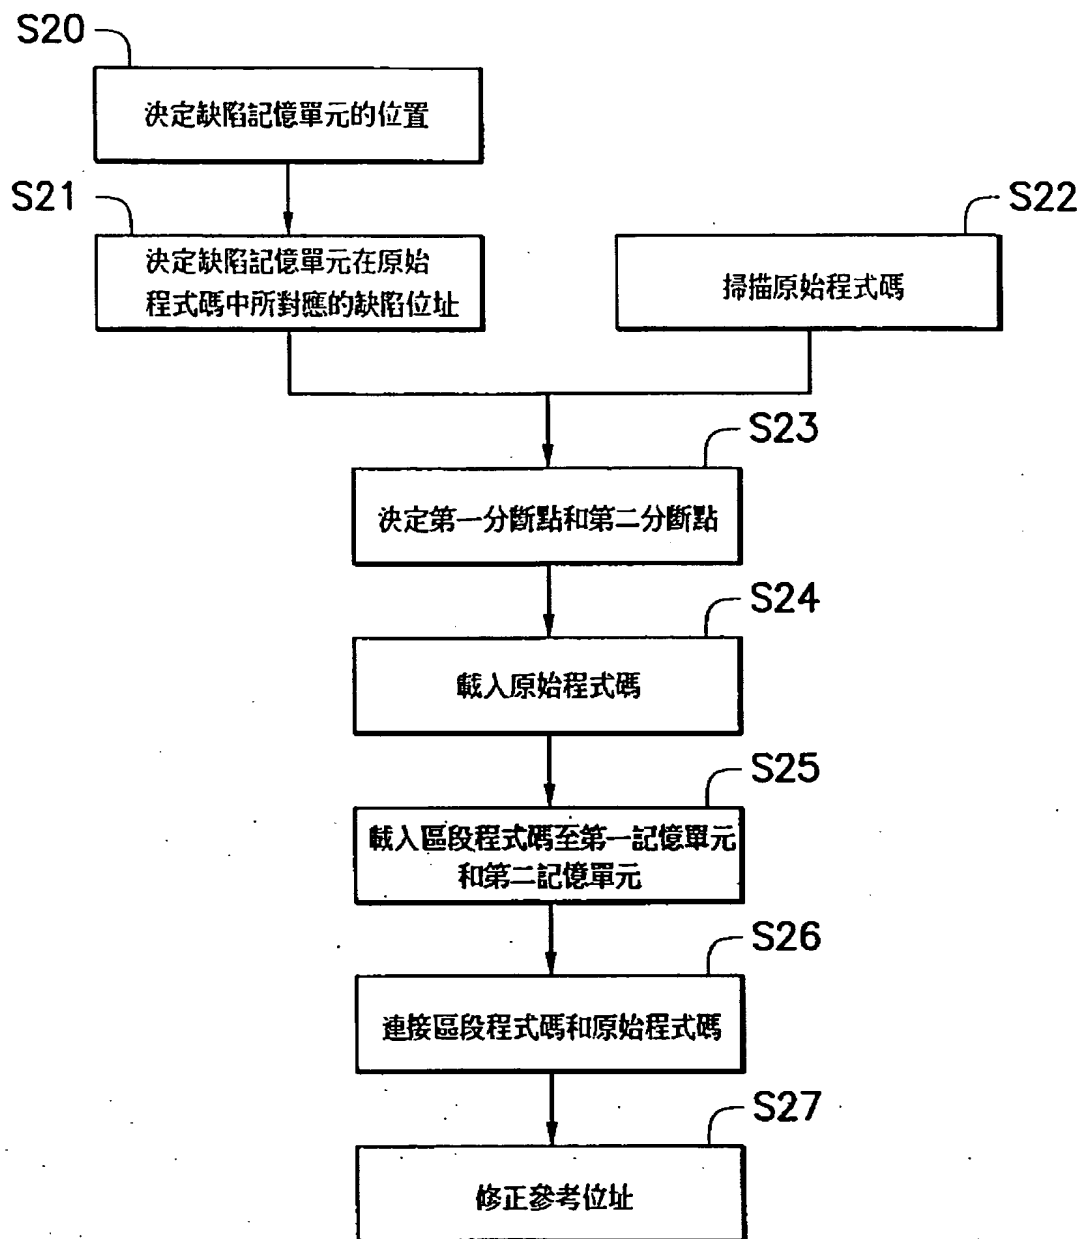 S20
決定缺陷記憶單元的位置
S21
決定缺陷記憶單元在原始
程式碼中所對應的缺陷位址
S22
掃描原始程式碼
S23
決定第一分斷點和第二分斷點
S24
載入原始程式碼
S25
載入區段程式碼至第一記憶單元
和第二記憶單元
S26
連接區段程式碼和原始程式碼
S27
修正參考位址